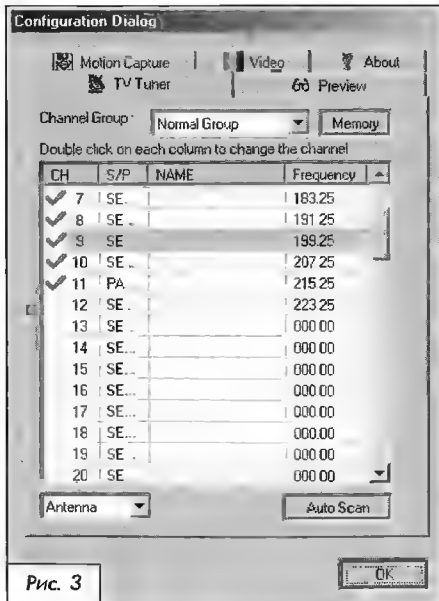 Configuration Dialog
Motion Capture Video About
TV Tuner Preview
Channel Group: Normal Group Memory
Double click on each column to change the channel
CH S/P NAME Frequency
7 SE. 183.25
8 SE.. 191.25
9 SE 199.25
10 SE.. 207.25
11 PA 215.25
12 SE. 223.25
13 SE... 000.00
14 SE... 000.00
15 SE... 000.00
16 SE... 000.00
17 SE... 000.00
18 SE... 000.00
19 SE. 000.00
20 SE 000.00
Antenna Auto Scan
OK
Рис. 3